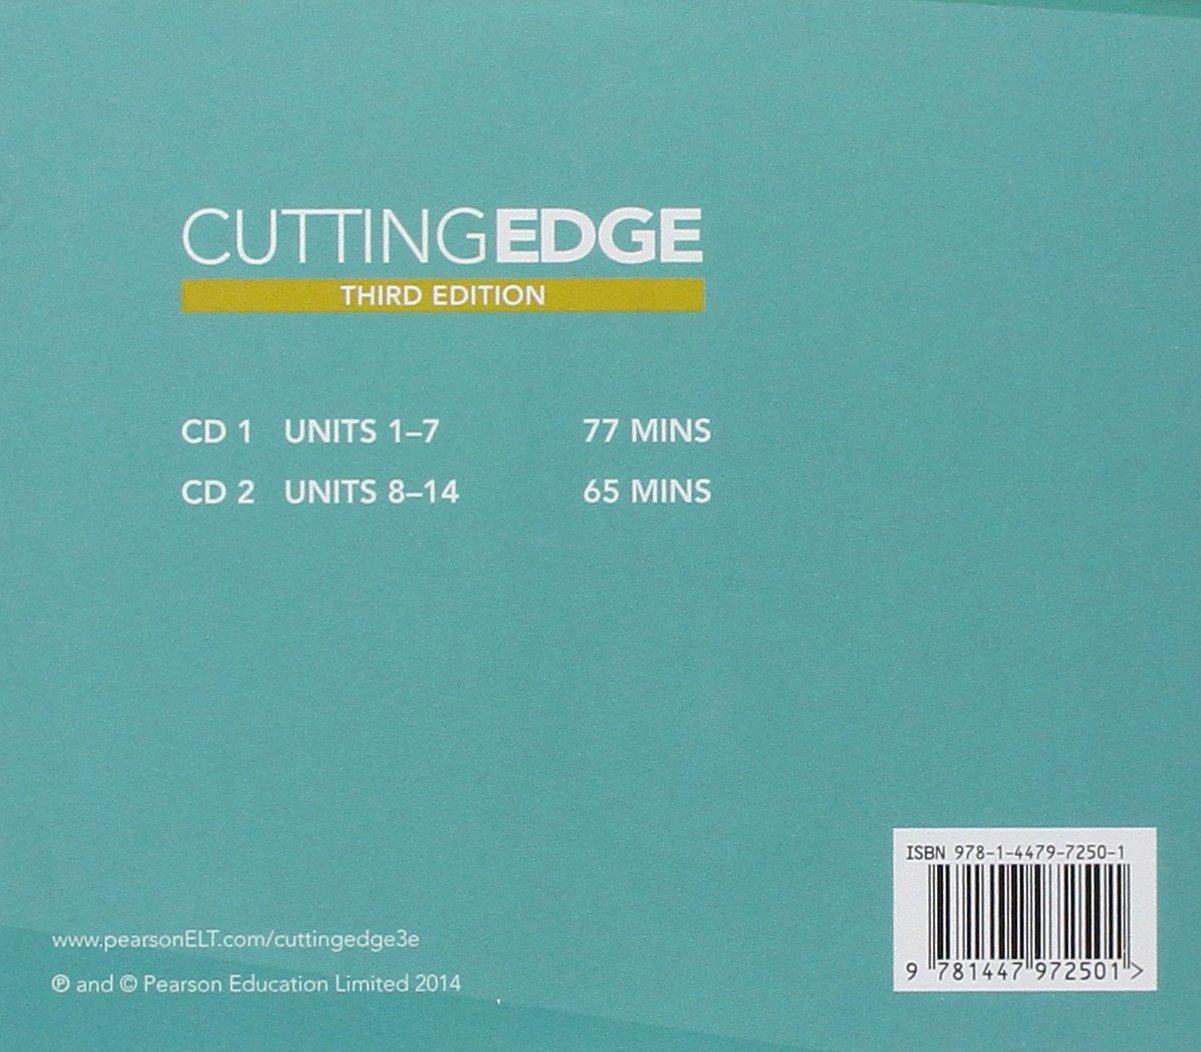 CUTTINGEDGE
THIRD EDITION
CD 1 UNITS 1–7 77 MINS
CD 2 UNITS 8–14 65 MINS
www.pearsonELT.com/cuttingedge3e
℗ and © Pearson Education Limited 2014
ISBN 978-1-4479-7250-1
9 781447 972501 >